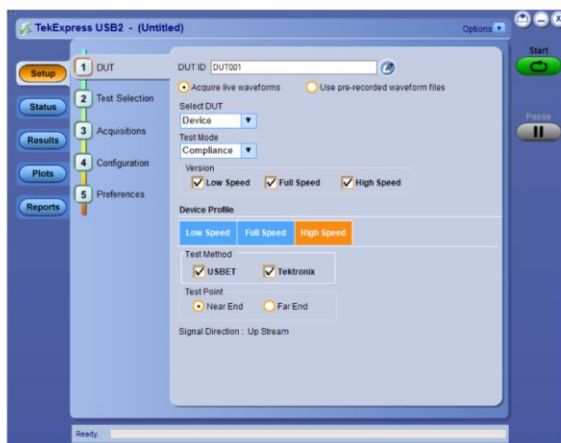 TekExpress USB2 - (Untitled)
Options
Start
Pause
Setup
Status
Results
Plots
Reports
1 DUT
2 Test Selection
3 Acquisitions
4 Configuration
5 Preferences
DUT ID DUT001
Acquire live waveforms Use pre-recorded waveform files
Select DUT
Device
Test Mode
Compliance
Version
Low Speed Full Speed High Speed
Device Profile
Low Speed Full Speed High Speed
Test Method
USBET Tektronix
Test Point
Near End Far End
Signal Direction : Up Stream
Ready.